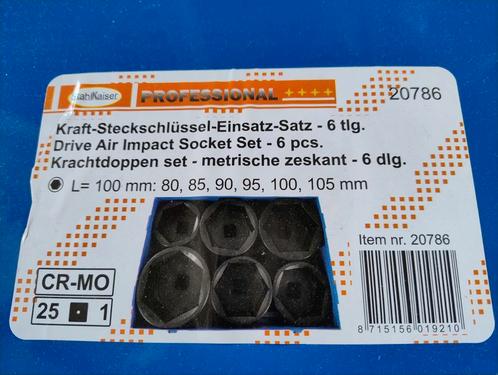 StahlKaiser PROFESSIONAL ++++ 20786
Kraft-Steckschlüssel-Einsatz-Satz - 6 tlg.
Drive Air Impact Socket Set - 6 pcs.
Krachtdoppen set - metrische zeskant - 6 dlg.
L= 100 mm: 80, 85, 90, 95, 100, 105 mm
Item nr. 20786
CR-MO
25 1
8 715156 019210